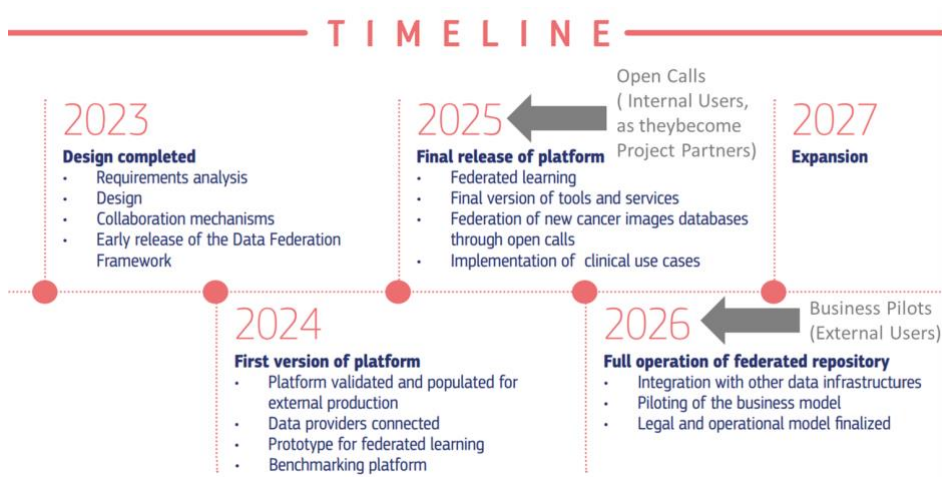 TIMELINE
2023
Design completed
• Requirements analysis
• Design
• Collaboration mechanisms
• Early release of the Data Federation
Framework
2025
Final release of platform
• Federated learning
• Final version of tools and services
• Federation of new cancer images databases
through open calls
• Implementation of clinical use cases
Open Calls
( Internal Users,
as theybecome
Project Partners)
2027
Expansion
2024
First version of platform
• Platform validated and populated for
external production
• Data providers connected
• Prototype for federated learning
• Benchmarking platform
2026
Full operation of federated repository
• Integration with other data infrastructures
• Piloting of the business model
• Legal and operational model finalized
Business Pilots
(External Users)